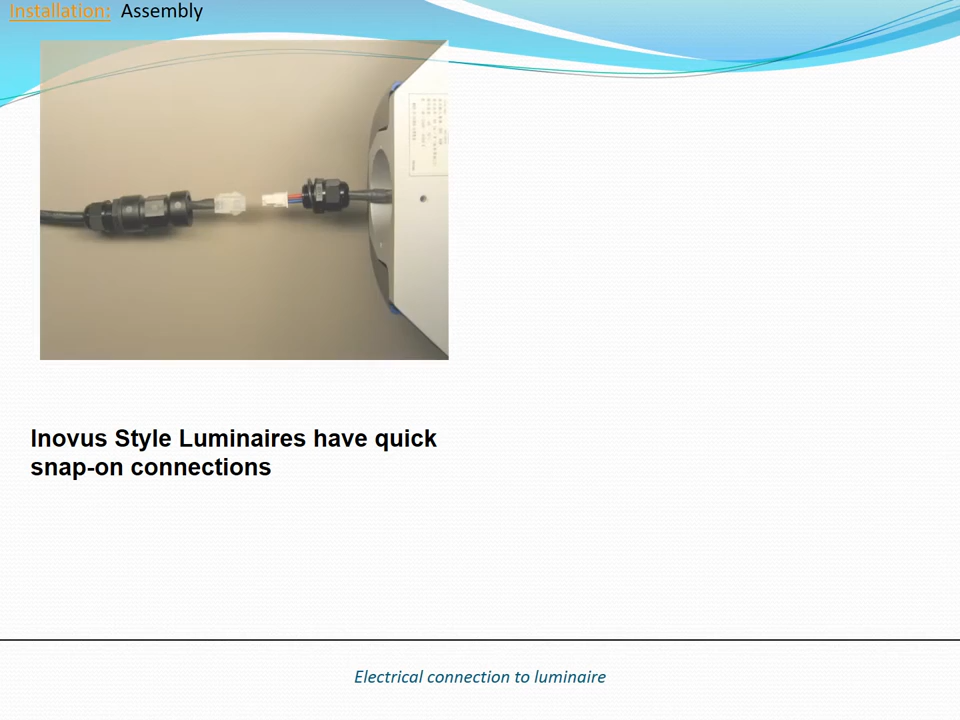 Installation: Assembly
Inovus Style Luminaires have quick
snap-on connections
Electrical connection to luminaire